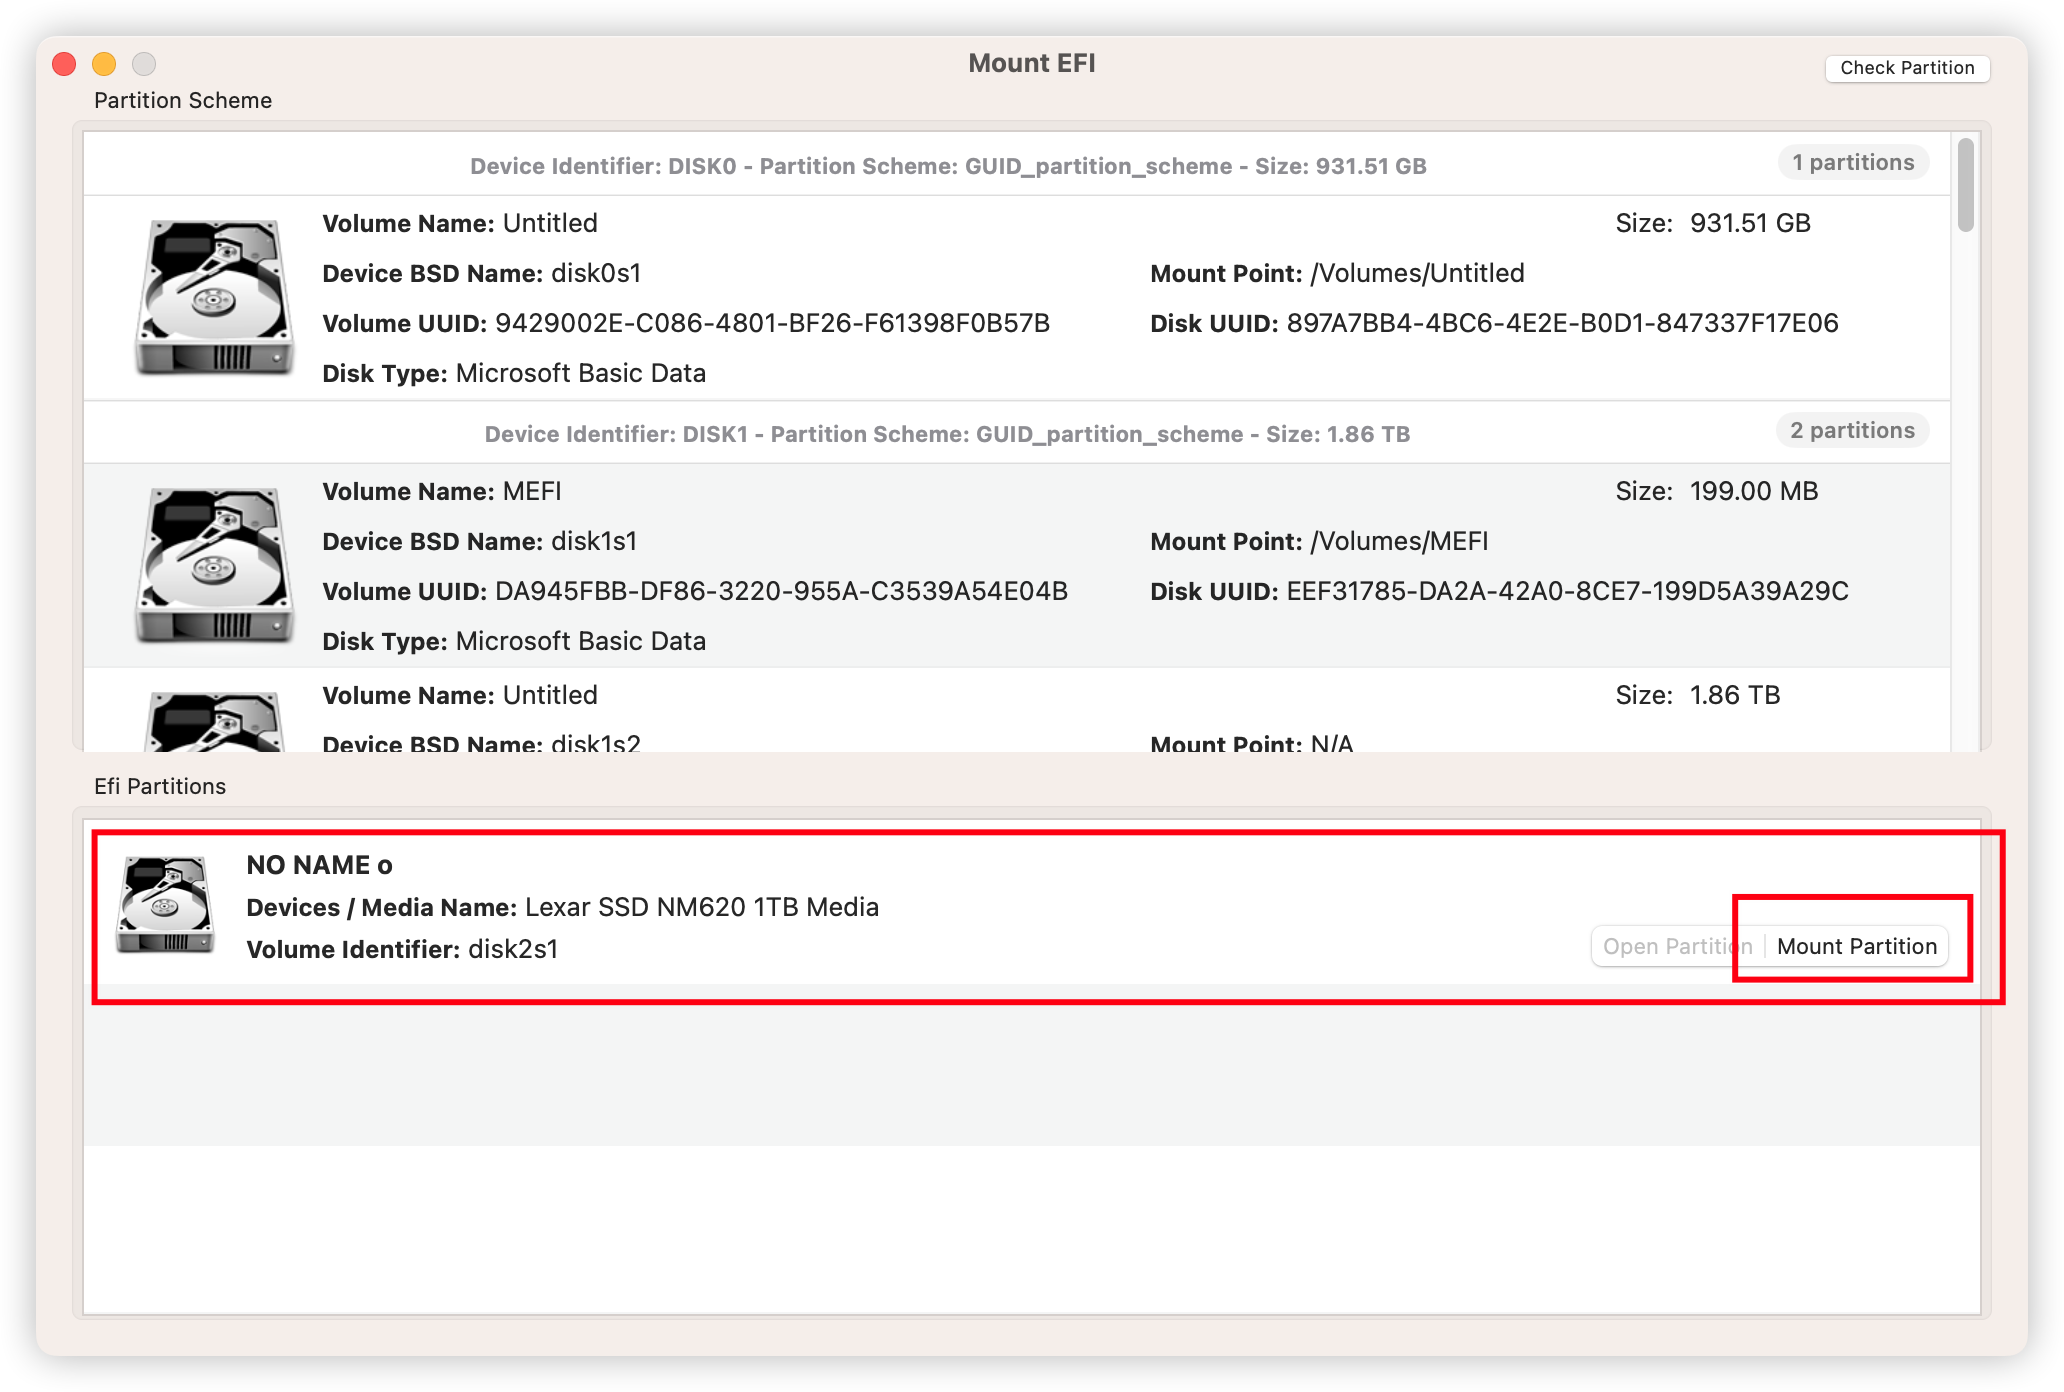 Mount EFI
Check Partition
Partition Scheme
Device Identifier: DISK0 - Partition Scheme: GUID_partition_scheme - Size: 931.51 GB
1 partitions
Volume Name: Untitled
Size: 931.51 GB
Device BSD Name: disk0s1
Mount Point: /Volumes/Untitled
Volume UUID: 9429002E-C086-4801-BF26-F61398F0B57B
Disk UUID: 897A7BB4-4BC6-4E2E-B0D1-847337F17E06
Disk Type: Microsoft Basic Data
Device Identifier: DISK1 - Partition Scheme: GUID_partition_scheme - Size: 1.86 TB
2 partitions
Volume Name: MEFI
Size: 199.00 MB
Device BSD Name: disk1s1
Mount Point: /Volumes/MEFI
Volume UUID: DA945FBB-DF86-3220-955A-C3539A54E04B
Disk UUID: EEF31785-DA2A-42A0-8CE7-199D5A39A29C
Disk Type: Microsoft Basic Data
Volume Name: Untitled
Size: 1.86 TB
Device BSD Name: disk1s2
Mount Point: N/A
Efi Partitions
NO NAME o
Devices / Media Name: Lexar SSD NM620 1TB Media
Volume Identifier: disk2s1
Open Partition
Mount Partition